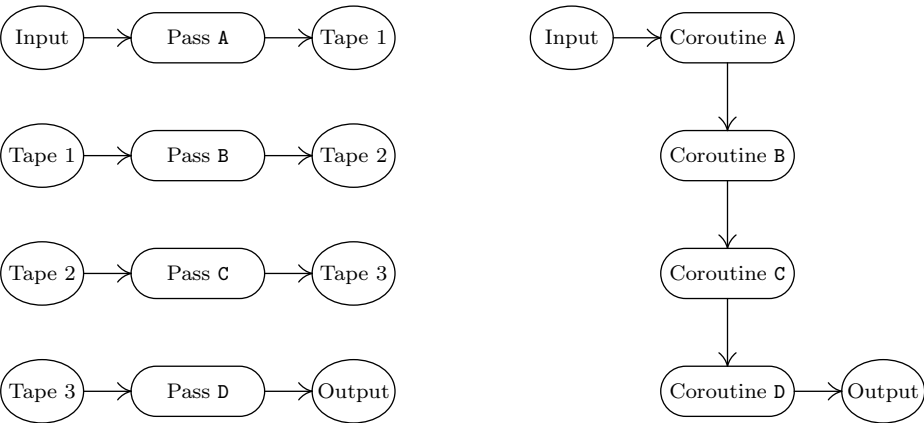 Input Pass A Tape 1
Tape 1 Pass B Tape 2
Tape 2 Pass C Tape 3
Tape 3 Pass D Output
Input Coroutine A
Coroutine B
Coroutine C
Coroutine D Output